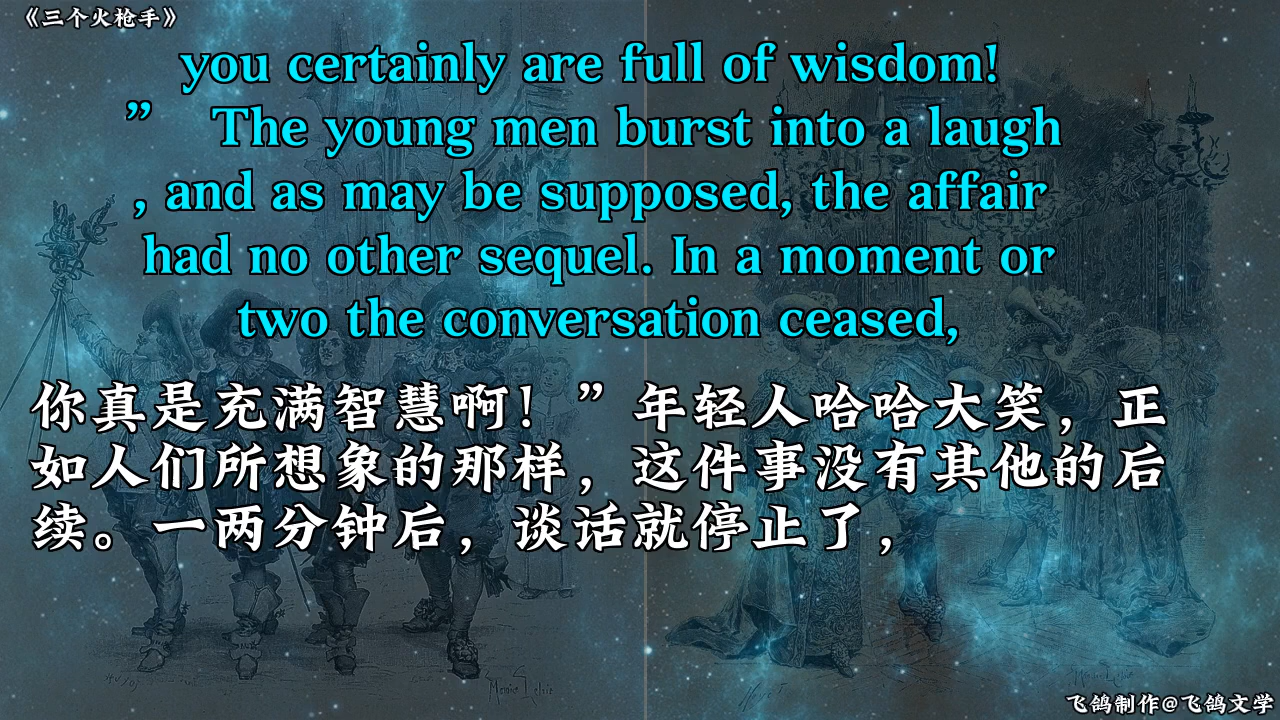 《三个火枪手》
you certainly are full of wisdom!
” The young men burst into a laugh
, and as may be supposed, the affair
had no other sequel. In a moment or
two the conversation ceased,
你真是充满智慧啊！”年轻人哈哈大笑，正
如人们所想象的那样，这件事没有其他的后
续。一两分钟后，谈话就停止了，
飞鸽制作@飞鸽文学